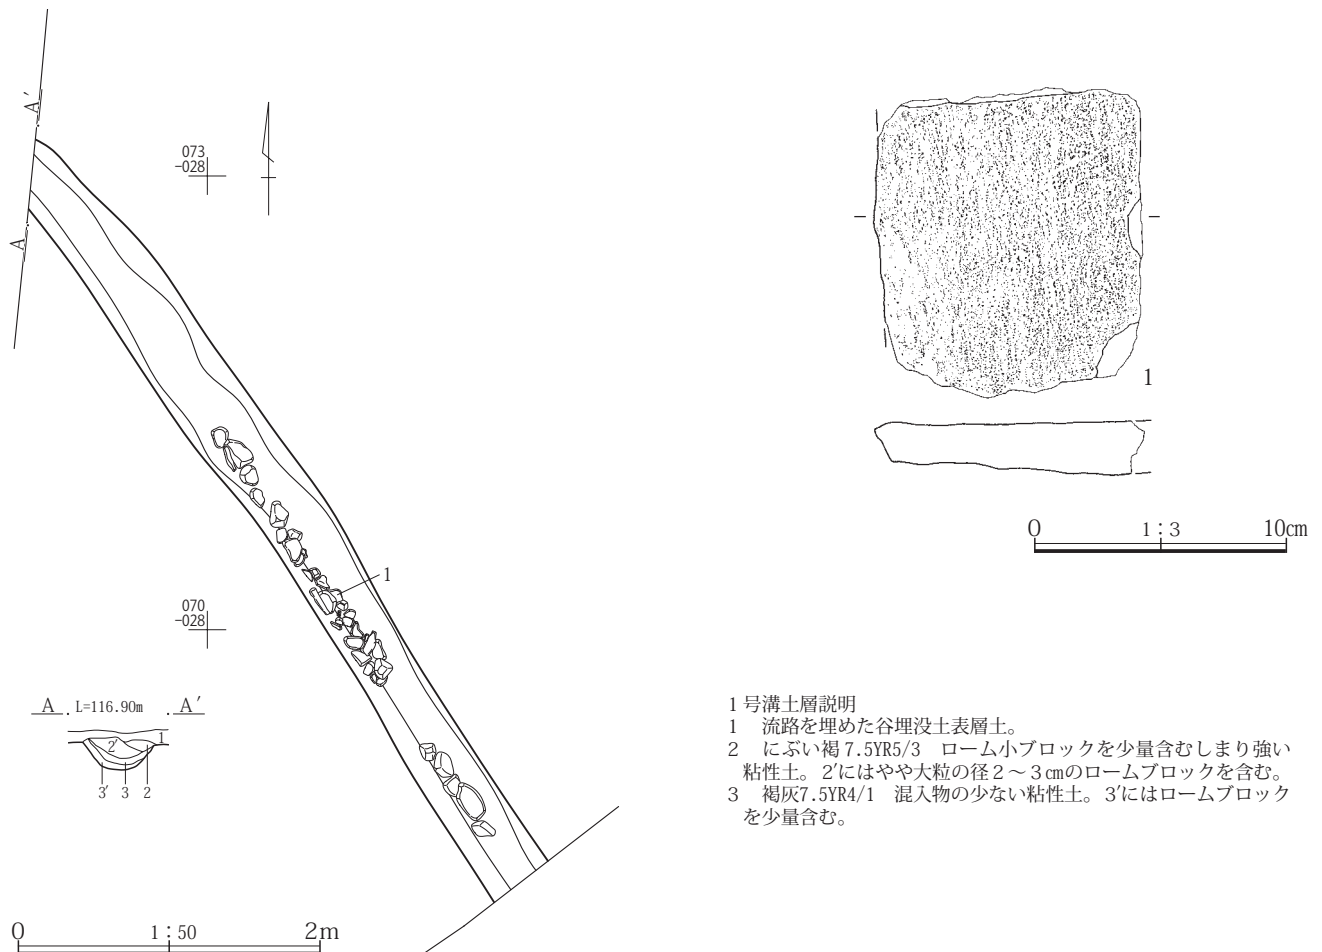 A′
A
073
-028
1
070
-028
A L=116.90m A′
2′ 1
3′ 3 2
0 1：50 2m
1
0 1：3 10cm
1号溝土層説明
1　流路を埋めた谷埋没土表層土。
2　にぶい褐7.5YR5/3　ローム小ブロックを少量含むしまり強い
粘性土。2′にはやや大粒の径2～3㎝のロームブロックを含む。
3　褐灰7.5YR4/1　混入物の少ない粘性土。3′にはロームブロック
を少量含む。